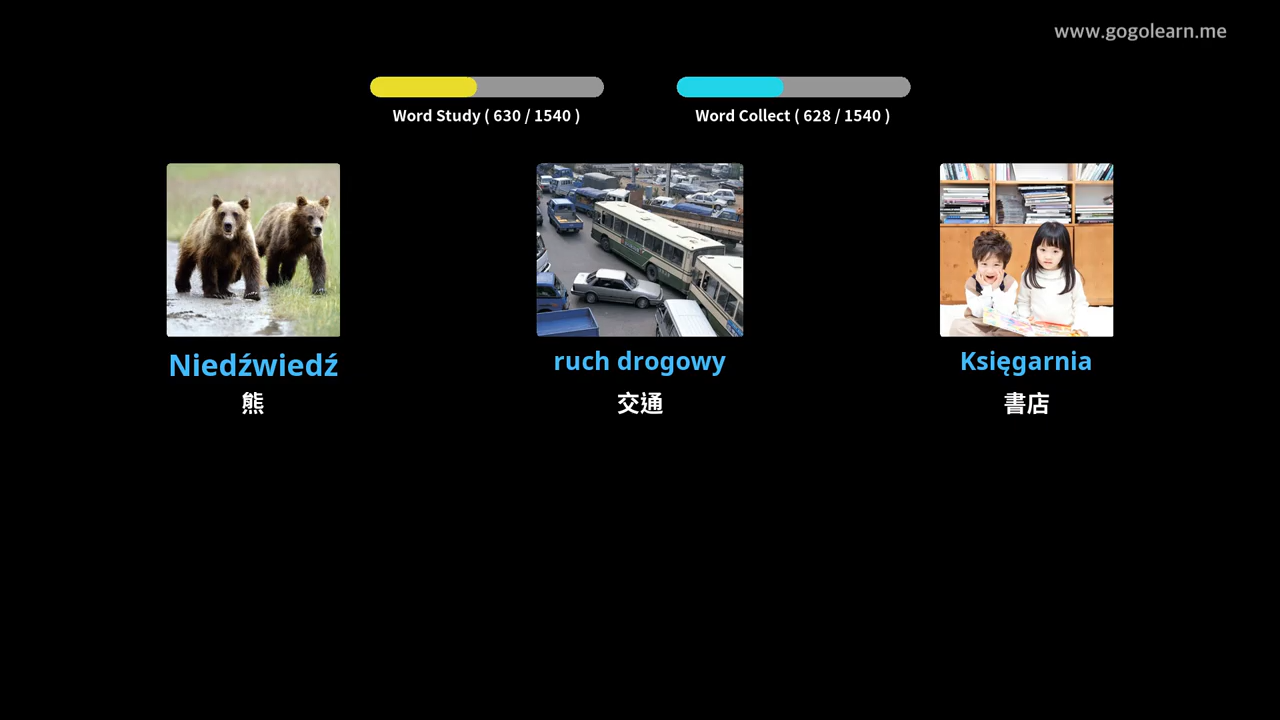 www.gogolearn.me
Word Study ( 630 / 1540 )
Word Collect ( 628 / 1540 )
Niedźwiedź
ruch drogowy
Księgarnia
熊
交通
書店